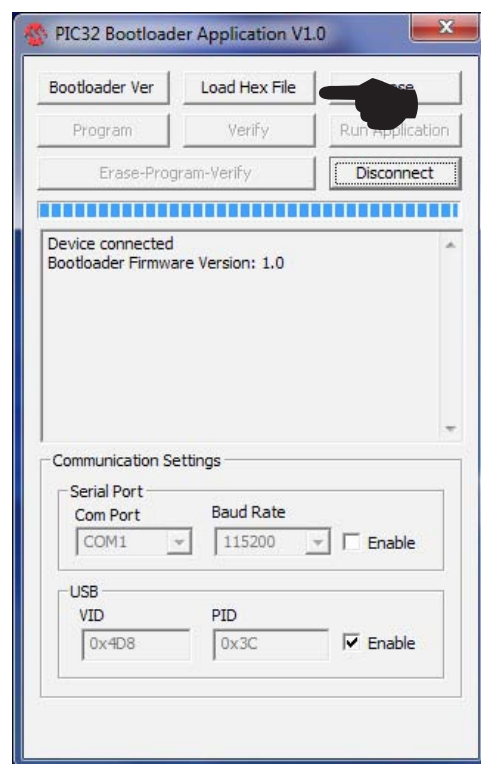 PIC32 Bootloader Application V1.0
Bootloader Ver Load Hex File
Program Verify Run Application
Erase-Program-Verify Disconnect
Device connected
Bootloader Firmware Version: 1.0
Communication Settings
Serial Port
Com Port Baud Rate
COM1 115200 Enable
USB
VID PID
0x4D8 0x3C Enable